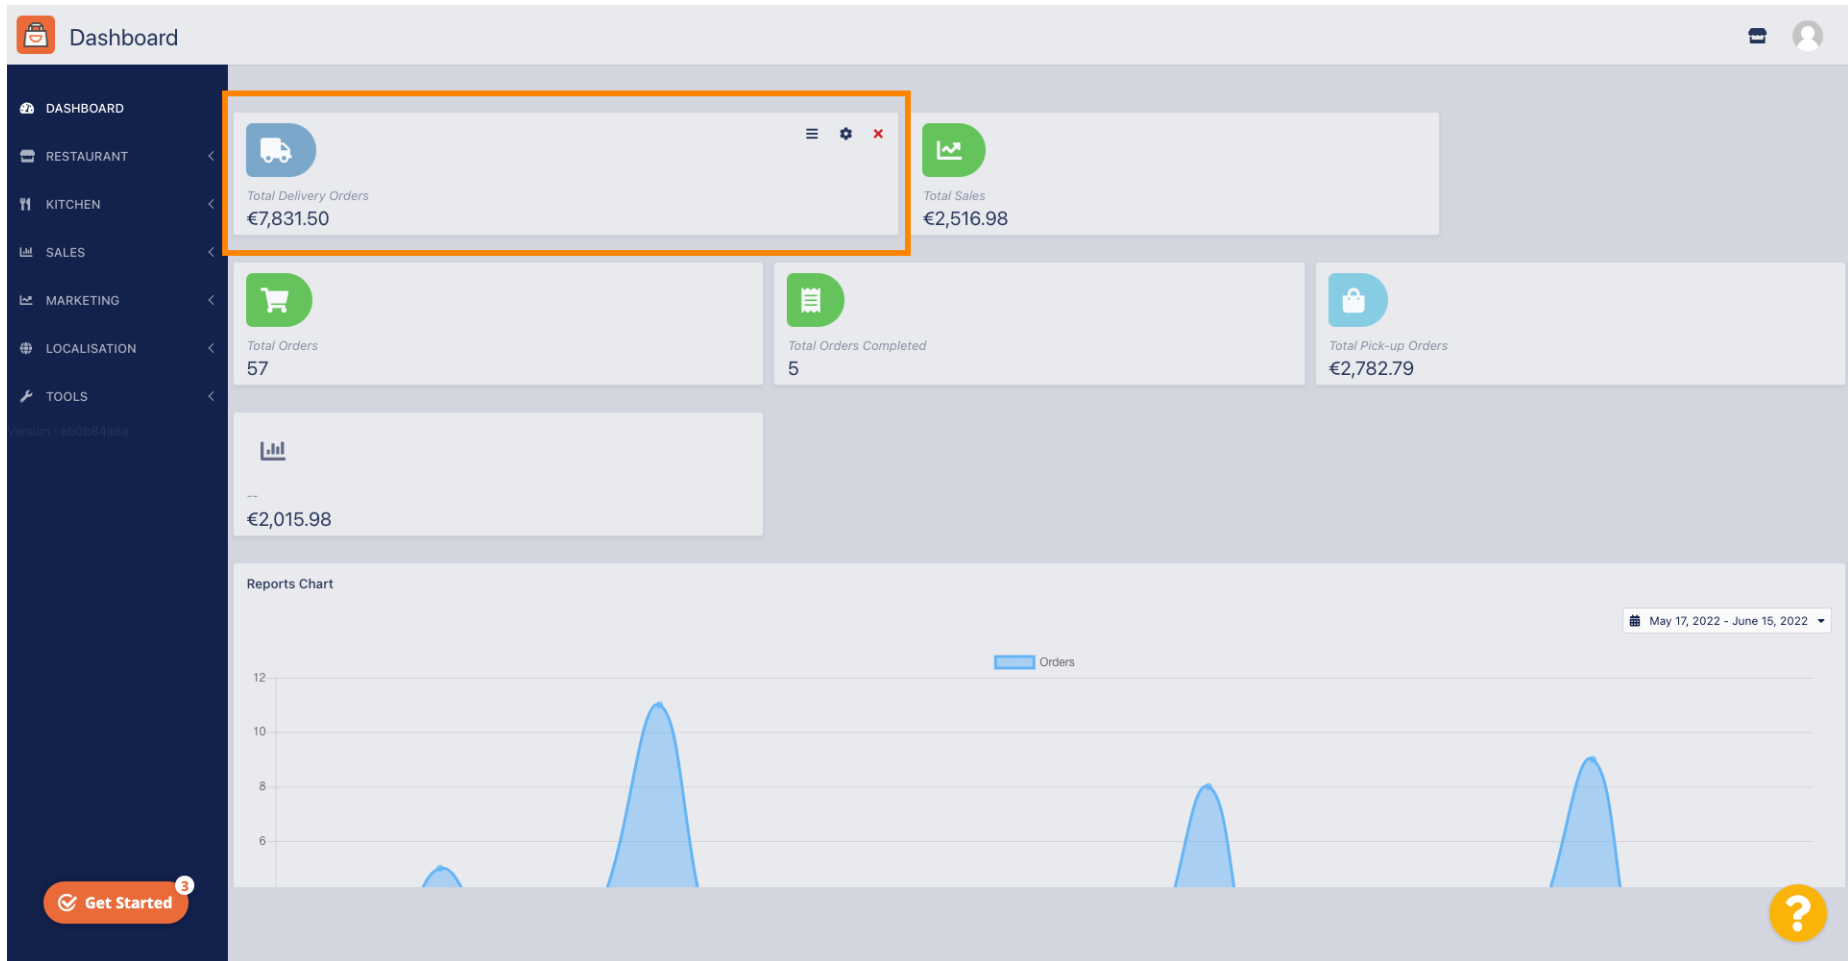 Dashboard
DASHBOARD
RESTAURANT
KITCHEN
SALES
MARKETING
LOCALISATION
TOOLS
Version : eb0b84a8a
Total Delivery Orders
€7,831.50
Total Sales
€2,516.98
Total Orders
57
Total Orders Completed
5
Total Pick-up Orders
€2,782.79
--
€2,015.98
Reports Chart
May 17, 2022 - June 15, 2022
Orders
12
10
8
6
3
Get Started
?